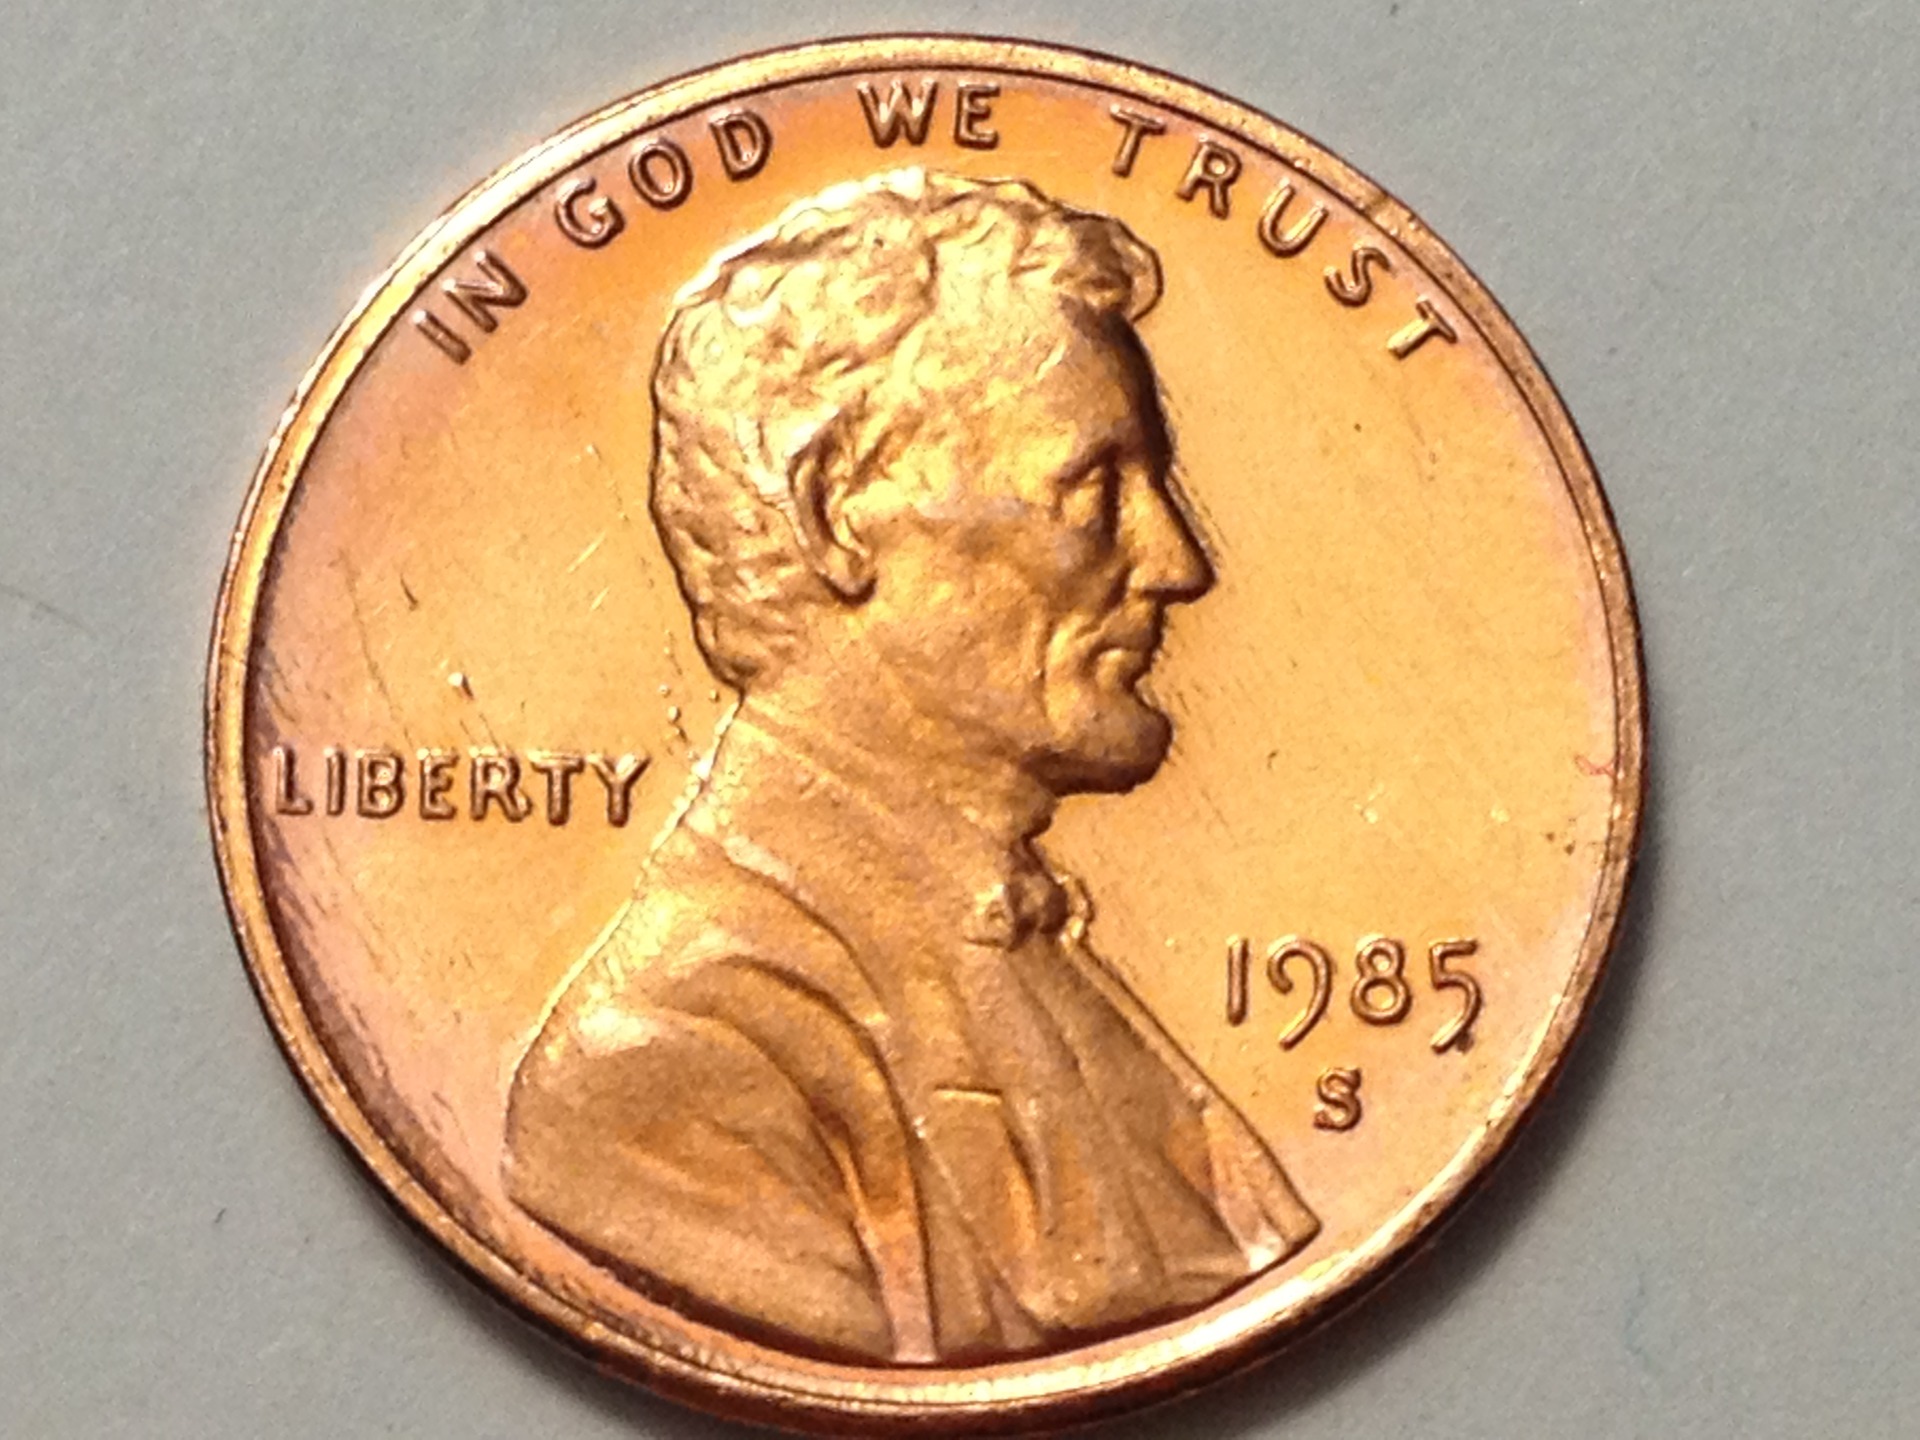 IN GOD WE TRUST
LIBERTY
1985
S